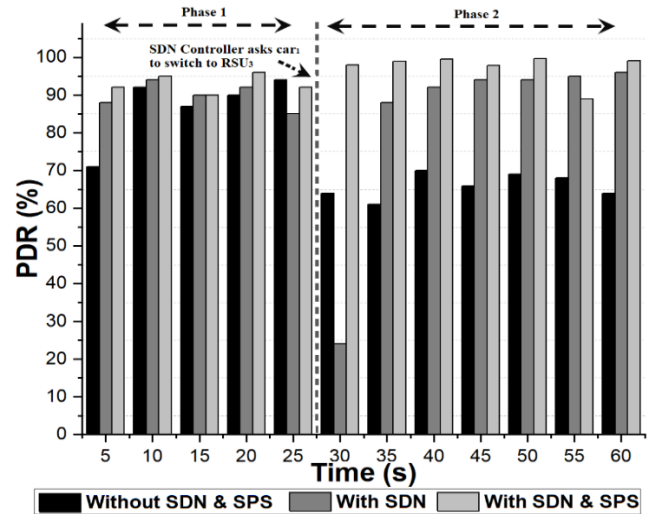 Phase 1
Phase 2
SDN Controller asks car1
to switch to RSU3
100
90
80
70
60
50
40
30
20
10
0
PDR (%)
5 10 15 20 25 30 35 40 45 50 55 60
Time (s)
Without SDN & SPS With SDN With SDN & SPS